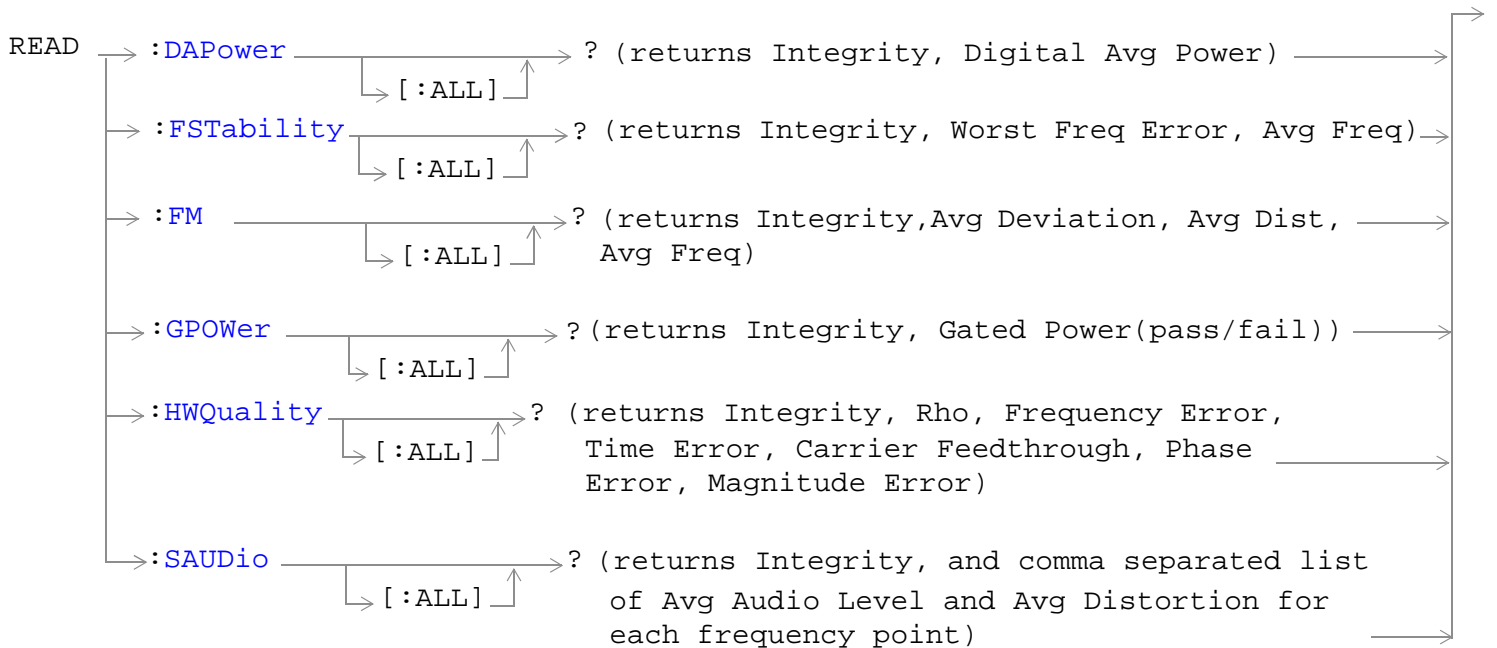 READ :DAPower ? (returns Integrity, Digital Avg Power)
[:ALL]
:FSTability ? (returns Integrity, Worst Freq Error, Avg Freq)
[:ALL]
:FM ? (returns Integrity,Avg Deviation, Avg Dist,
[:ALL] Avg Freq)
:GPOWer ? (returns Integrity, Gated Power(pass/fail))
[:ALL]
:HWQuality ? (returns Integrity, Rho, Frequency Error,
[:ALL] Time Error, Carrier Feedthrough, Phase
Error, Magnitude Error)
:SAUDio ? (returns Integrity, and comma separated list
[:ALL] of Avg Audio Level and Avg Distortion for
each frequency point)